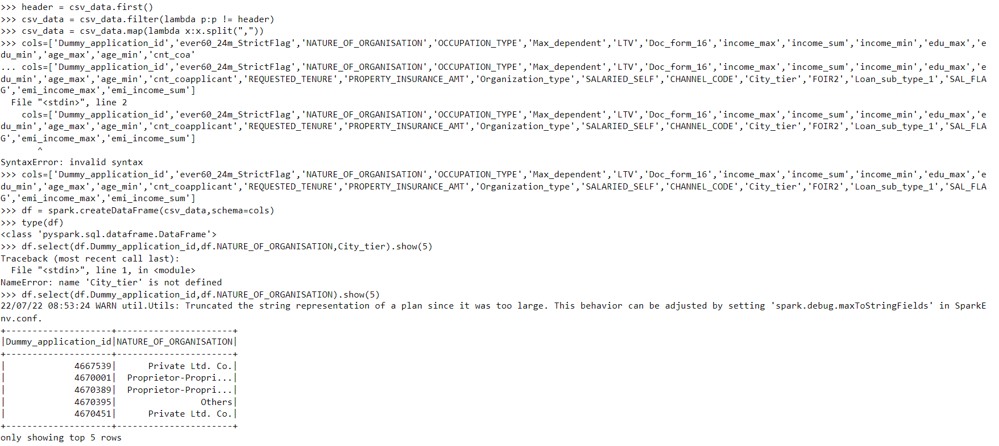 >>> header = csv_data.first()
>>> csv_data = csv_data.filter(lambda p:p != header)
>>> csv_data = csv_data.map(lambda x:x.split(","))
>>> cols=['Dummy_application_id','ever60_24m_StrictFlag','NATURE_OF_ORGANISATION','OCCUPATION_TYPE','Max_dependent','LTV','Doc_form_16','income_max','income_sum','income_min','edu_max','e
du_min','age_max','age_min','cnt_coa'
... cols=['Dummy_application_id','ever60_24m_StrictFlag','NATURE_OF_ORGANISATION','OCCUPATION_TYPE','Max_dependent','LTV','Doc_form_16','income_max','income_sum','income_min','edu_max','e
du_min','age_max','age_min','cnt_coapplicant','REQUESTED_TENURE','PROPERTY_INSURANCE_AMT','Organization_type','SALARIED_SELF','CHANNEL_CODE','City_tier','FOIR2','Loan_sub_type_1','SAL_FLA
G','emi_income_max','emi_income_sum']
  File "<stdin>", line 2
    cols=['Dummy_application_id','ever60_24m_StrictFlag','NATURE_OF_ORGANISATION','OCCUPATION_TYPE','Max_dependent','LTV','Doc_form_16','income_max','income_sum','income_min','edu_max','e
du_min','age_max','age_min','cnt_coapplicant','REQUESTED_TENURE','PROPERTY_INSURANCE_AMT','Organization_type','SALARIED_SELF','CHANNEL_CODE','City_tier','FOIR2','Loan_sub_type_1','SAL_FLA
G','emi_income_max','emi_income_sum']
       ^
SyntaxError: invalid syntax
>>> cols=['Dummy_application_id','ever60_24m_StrictFlag','NATURE_OF_ORGANISATION','OCCUPATION_TYPE','Max_dependent','LTV','Doc_form_16','income_max','income_sum','income_min','edu_max','e
du_min','age_max','age_min','cnt_coapplicant','REQUESTED_TENURE','PROPERTY_INSURANCE_AMT','Organization_type','SALARIED_SELF','CHANNEL_CODE','City_tier','FOIR2','Loan_sub_type_1','SAL_FLA
G','emi_income_max','emi_income_sum']
>>> df = spark.createDataFrame(csv_data,schema=cols)
>>> type(df)
<class 'pyspark.sql.dataframe.DataFrame'>
>>> df.select(df.Dummy_application_id,df.NATURE_OF_ORGANISATION,City_tier).show(5)
Traceback (most recent call last):
  File "<stdin>", line 1, in <module>
NameError: name 'City_tier' is not defined
>>> df.select(df.Dummy_application_id,df.NATURE_OF_ORGANISATION).show(5)
22/07/22 08:53:24 WARN util.Utils: Truncated the string representation of a plan since it was too large. This behavior can be adjusted by setting 'spark.debug.maxToStringFields' in SparkE
nv.conf.
+--------------------+----------------------+
|Dummy_application_id|NATURE_OF_ORGANISATION|
+--------------------+----------------------+
|             4667539|      Private Ltd. Co.|
|             4670001|  Proprietor-Propri...|
|             4670389|  Proprietor-Propri...|
|             4670395|                Others|
|             4670451|      Private Ltd. Co.|
+--------------------+----------------------+
only showing top 5 rows